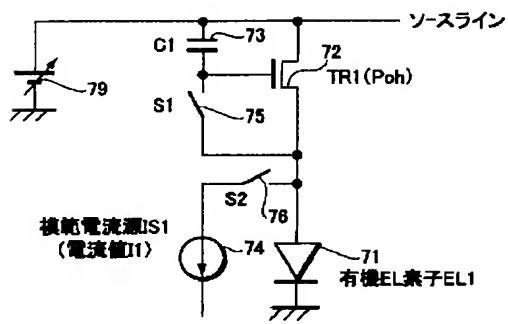 ソースライン
C1
73
72
TR1(Poh)
79
S1
75
S2
76
模範電流源IS1
(電流値I1)
74
71
有機EL素子EL1